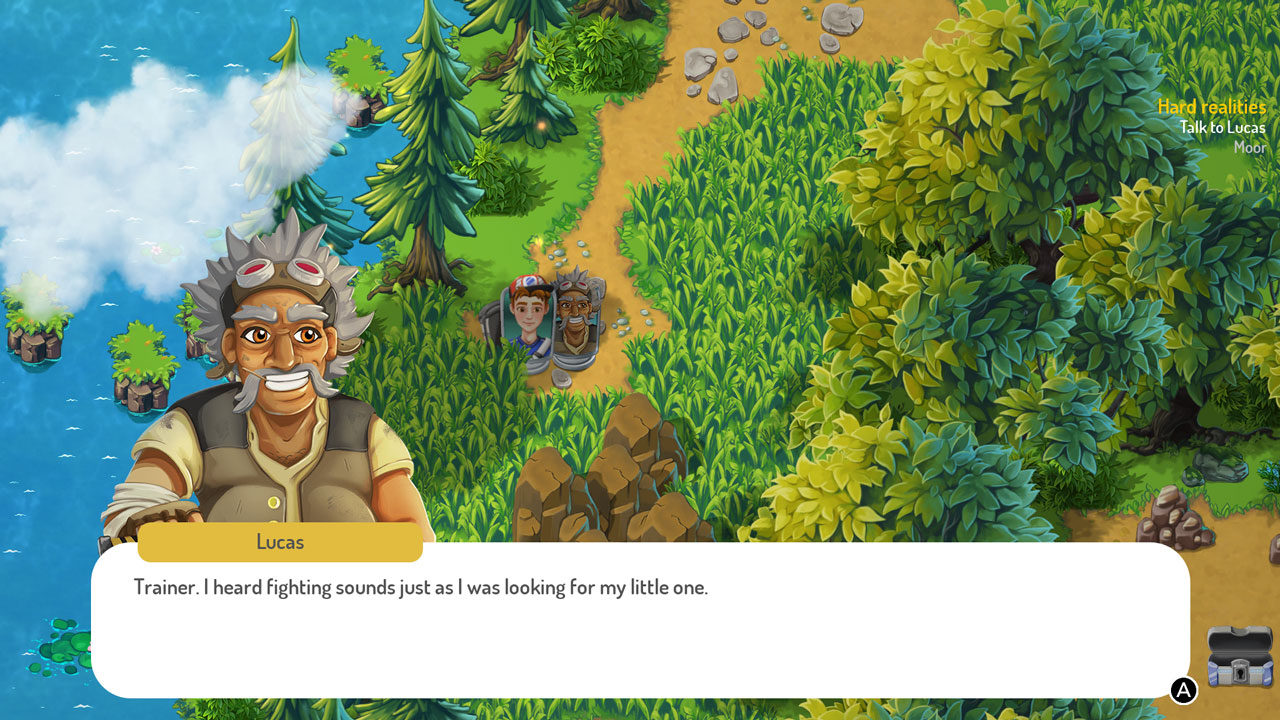 Hard realities
Talk to Lucas
Moor
Lucas
Trainer. I heard fighting sounds just as I was looking for my little one.
A